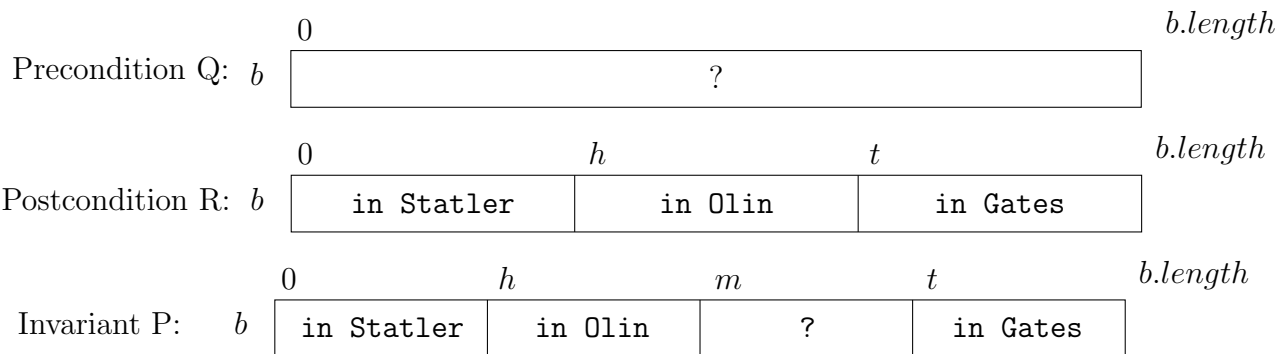 0 b.length
Precondition Q: b ?
0 h t b.length
Postcondition R: b in Statler in Olin in Gates
0 h m t b.length
Invariant P: b in Statler in Olin ? in Gates